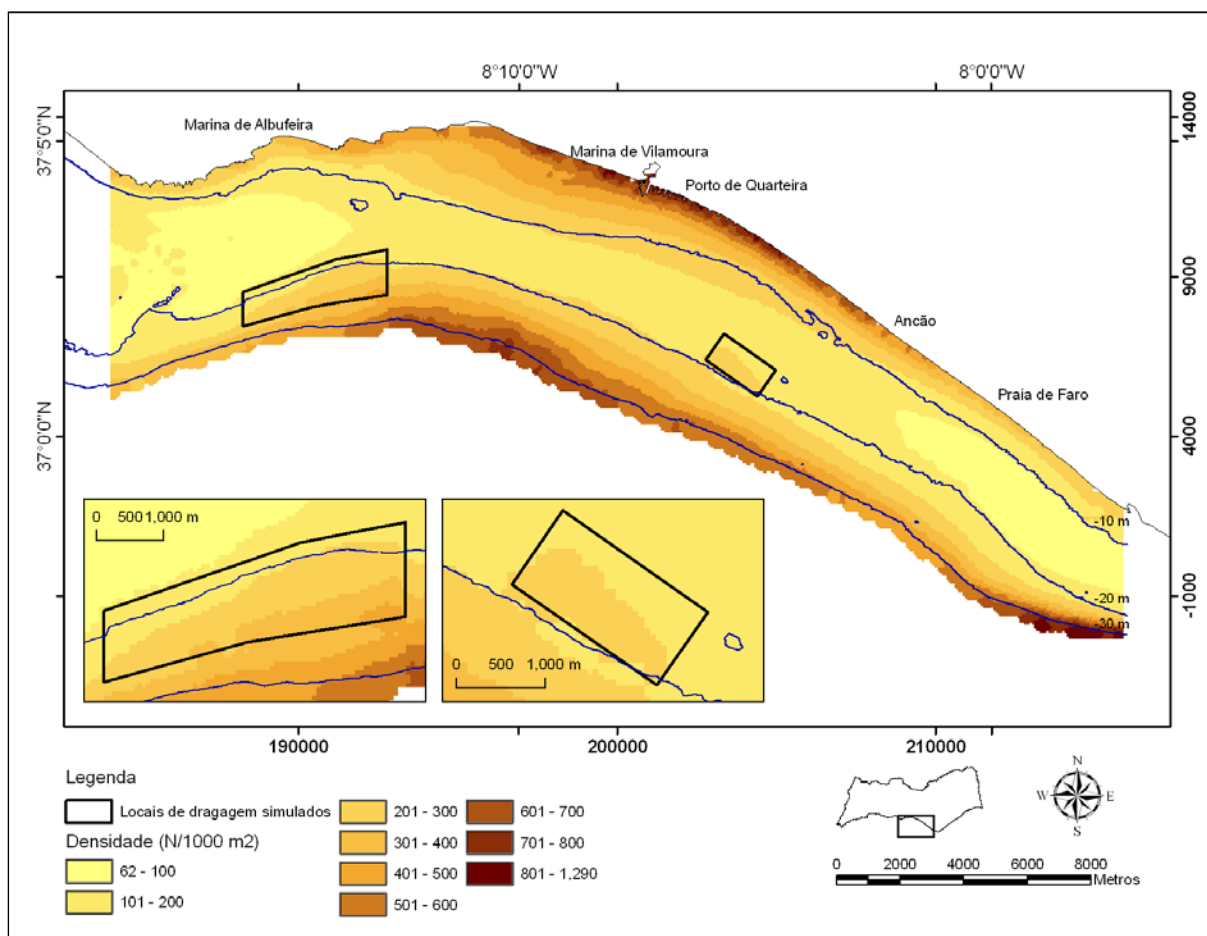 8°10'0"W 8°0'0"W
37°5'0"N
37°0'0"N
14000
9000
4000
-1000
Marina de Albufeira
Marina de Vilamoura
Porto de Quarteira
Ancão
Praia de Faro
-10 m
-20 m
-30 m
0 500 1,000 m
0 500 1,000 m
190000 200000 210000
Legenda
Locais de dragagem simulados
Densidade (N/1000 m2)
62 - 100
101 - 200
201 - 300
301 - 400
401 - 500
501 - 600
601 - 700
701 - 800
801 - 1,290
N
W E
S
0 2000 4000 6000 8000
Metros